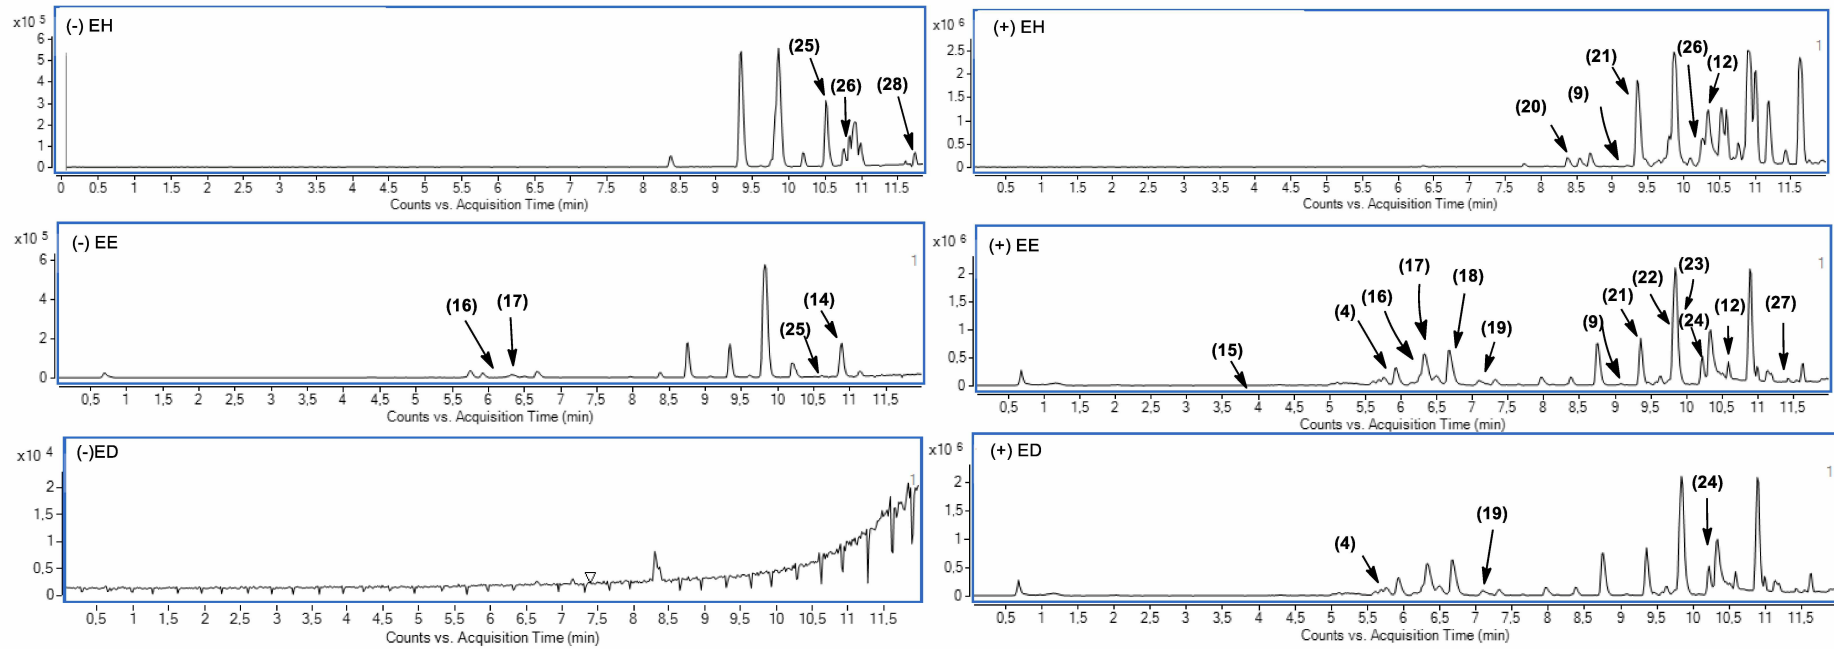 x10 5
(-) EH
6
5
4
3
2
1
0
(25)
(26)
(28)
0 0.5 1 1.5 2 2.5 3 3.5 4 4.5 5 5.5 6 6.5 7 7.5 8 8.5 9 9.5 10 10.5 11 11.5
Counts vs. Acquisition Time (min)
x10 6
(+) EH
1
2.5
2
1.5
1
0.5
0
(20)
(9)
(21)
(26)
(12)
0.5 1 1.5 2 2.5 3 3.5 4 4.5 5 5.5 6 6.5 7 7.5 8 8.5 9 9.5 10 10.5 11 11.5
Counts vs. Acquisition Time (min)
x10 5
(-) EE
1
6
4
2
0
(16)
(17)
(25)
(14)
0,5 1 1,5 2 2,5 3 3,5 4 4,5 5 5,5 6 6,5 7 7,5 8 8,5 9 9,5 10 10,5 11 11,5
Counts vs. Acquisition Time (min)
x10 6
(+) EE
1
2
1,5
1
0.5
0
(15)
(4)
(16)
(17)
(18)
(19)
(9)
(21)
(22)
(23)
(24)
(12)
(27)
0,5 1 1,5 2 2,5 3 3,5 4 4,5 5 5,5 6 6,5 7 7,5 8 8,5 9 9,5 10 10,5 11 11,5
Counts vs. Acquisition Time (min)
x10 4
(-)ED
1
2
1,5
1
0.5
0
0,5 1 1,5 2 2,5 3 3,5 4 4,5 5 5,5 6 6,5 7 7,5 8 8,5 9 9,5 10 10,5 11 11,5
Counts vs. Acquisition Time (min)
x10 6
(+) ED
1
2
1,5
1
0,5
0
(4)
(19)
(24)
0,5 1 1,5 2 2,5 3 3,5 4 4,5 5 5,5 6 6,5 7 7,5 8 8,5 9 9,5 10 10,5 11 11,5
Counts vs. Acquisition Time (min)